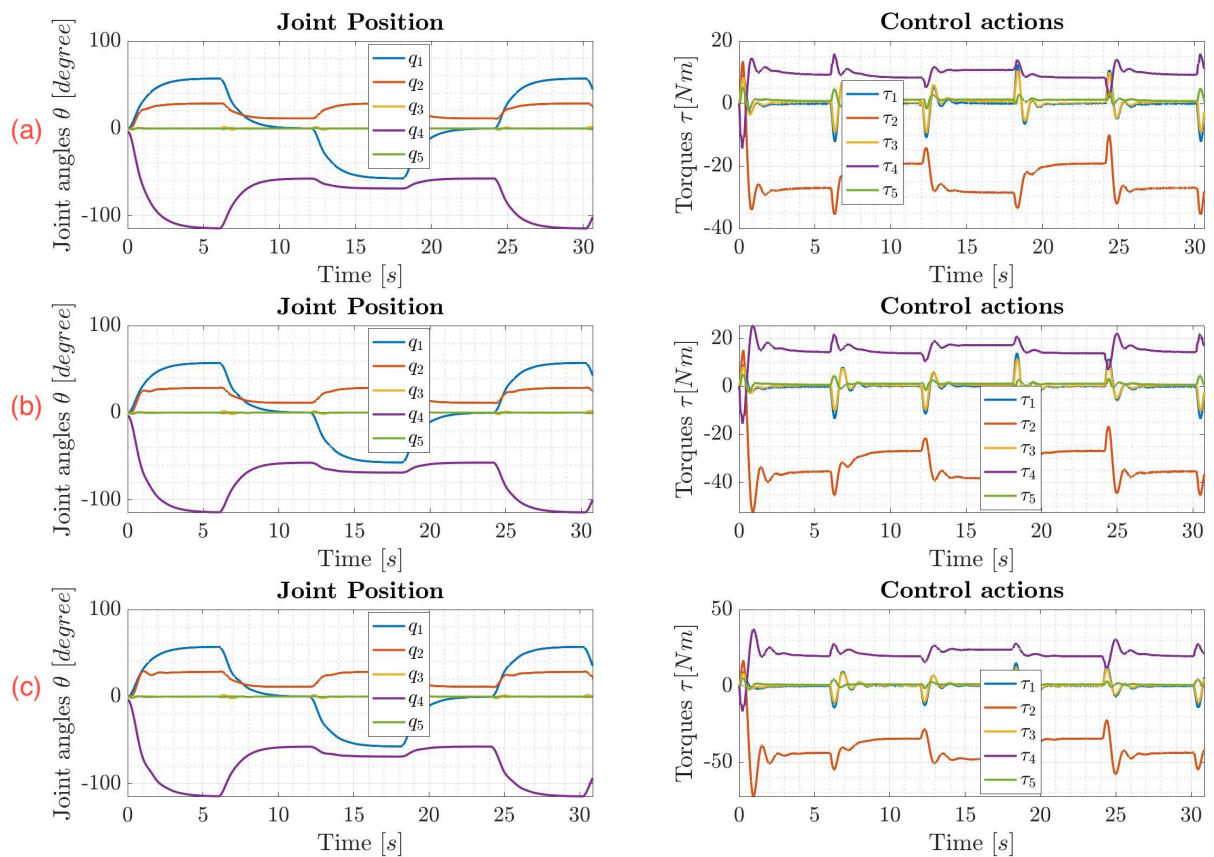 Joint Position
Joint angles θ [degree]
100
0
-100
q1
q2
q3
q4
q5
0 5 10 15 20 25 30
Time [s]
(a)
Control actions
Torques τ [Nm]
20
0
-20
-40
τ1
τ2
τ3
τ4
τ5
0 5 10 15 20 25 30
Time [s]
Joint Position
Joint angles θ [degree]
100
0
-100
q1
q2
q3
q4
q5
0 5 10 15 20 25 30
Time [s]
(b)
Control actions
Torques τ [Nm]
20
0
-20
-40
τ1
τ2
τ3
τ4
τ5
0 5 10 15 20 25 30
Time [s]
Joint Position
Joint angles θ [degree]
100
0
-100
q1
q2
q3
q4
q5
0 5 10 15 20 25 30
Time [s]
(c)
Control actions
Torques τ [Nm]
50
0
-50
τ1
τ2
τ3
τ4
τ5
0 5 10 15 20 25 30
Time [s]